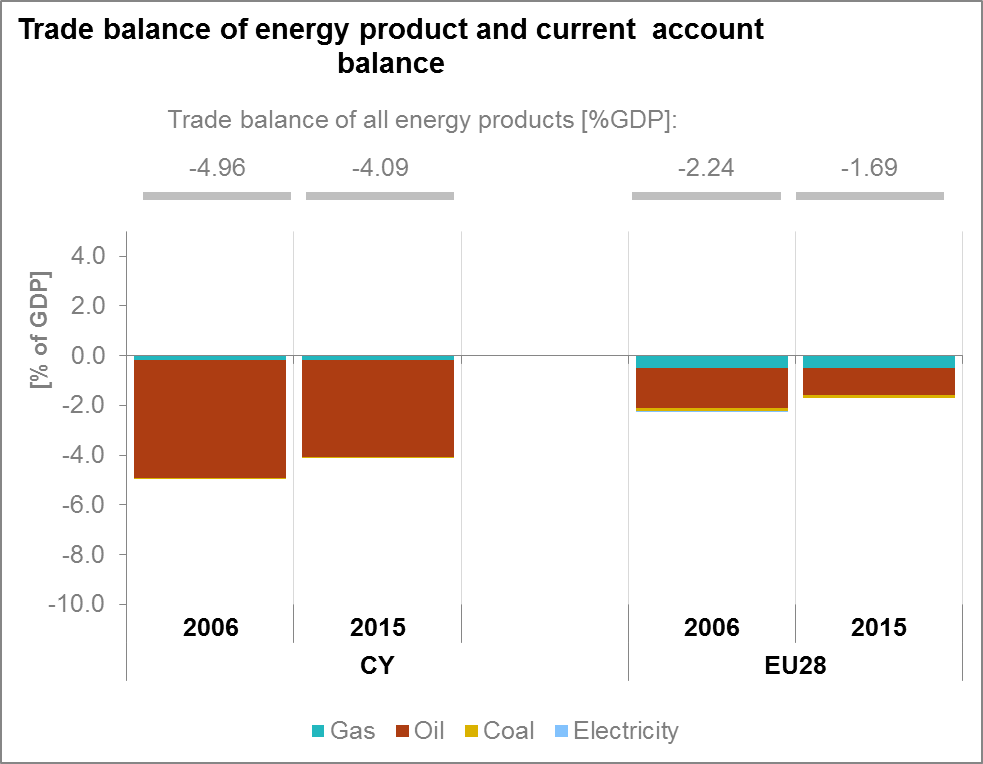 Trade balance of energy product and current  account
balance
Trade balance of all energy products [%GDP]:
-4.96 -4.09 -2.24 -1.69
[% of GDP]
4.0
2.0
0.0
-2.0
-4.0
-6.0
-8.0
-10.0
2006 2015 2006 2015
CY EU28
Gas Oil Coal Electricity